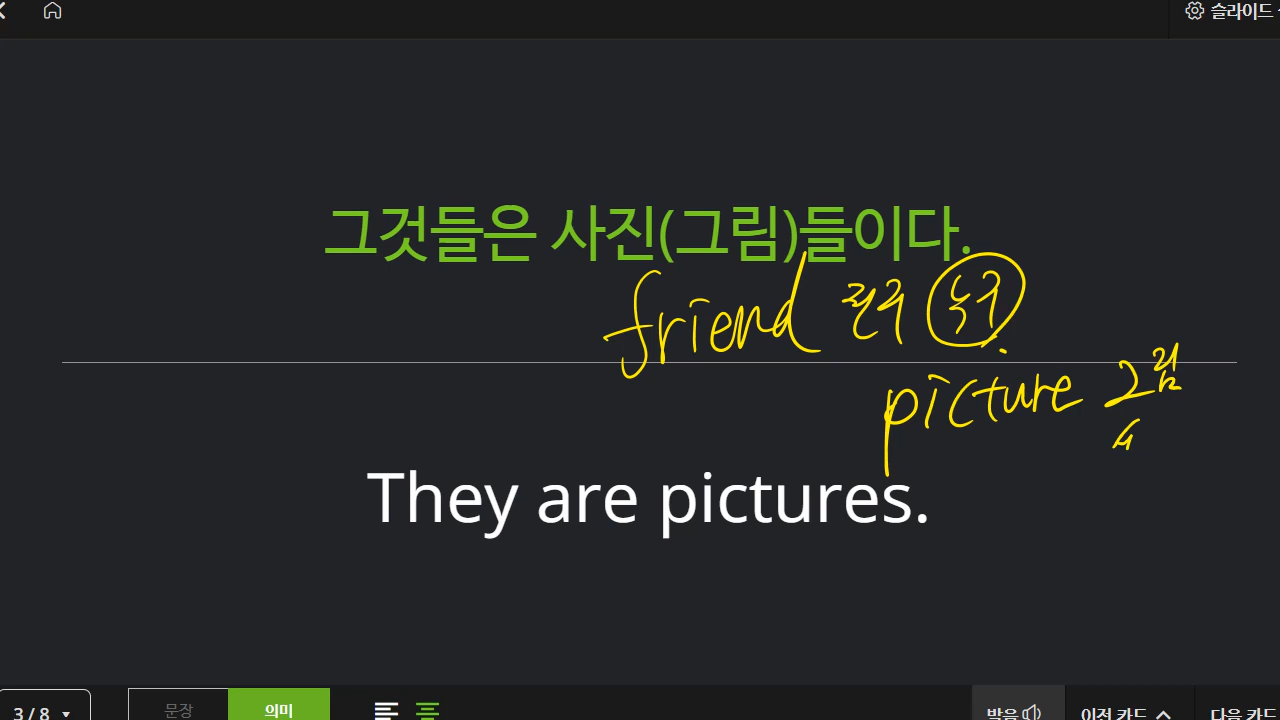 슬라이드
그것들은 사진(그림)들이다.
friend 친구 누구
picture 그림
They are pictures.
3 / 8 문장 의미 발음 이전 카드 다음 카드